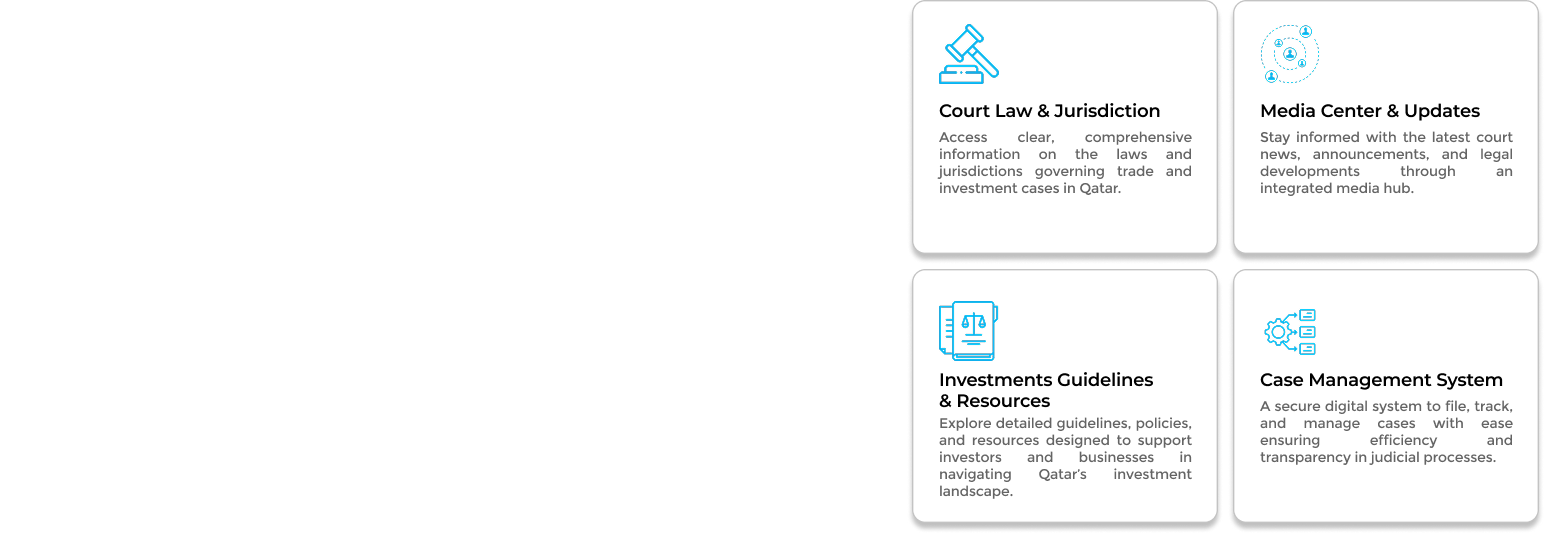 Court Law & Jurisdiction
Access clear, comprehensive
information on the laws and
jurisdictions governing trade and
investment cases in Qatar.
Media Center & Updates
Stay informed with the latest court
news, announcements, and legal
developments through an
integrated media hub.
Investments Guidelines
& Resources
Explore detailed guidelines, policies,
and resources designed to support
investors and businesses in
navigating Qatar’s investment
landscape.
Case Management System
A secure digital system to file, track,
and manage cases with ease
ensuring efficiency and
transparency in judicial processes.